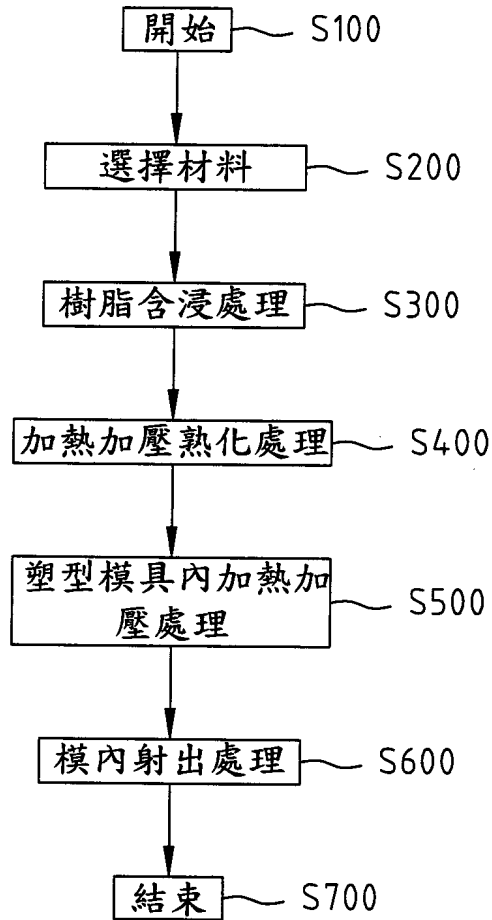 開始 S100
選擇材料 S200
樹脂含浸處理 S300
加熱加壓熟化處理 S400
塑型模具內加熱加
壓處理 S500
模內射出處理 S600
結束 S700